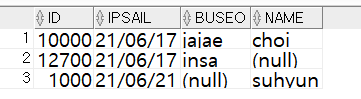 ID IPSAIL BUSEO NAME
1 10000 21/06/17 jajae choi
2 12700 21/06/17 insa (null)
3 1000 21/06/21 (null) suhyun